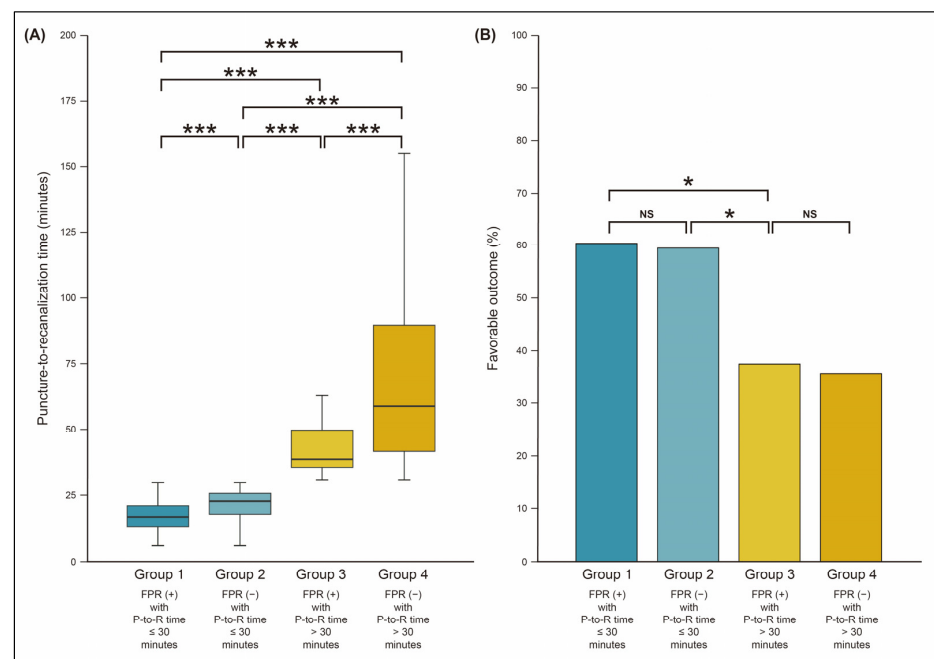 (A)
Puncture-to-recanalization time (minutes)
200
175
150
125
100
75
50
25
0
***
***
***
*** *** ***
Group 1 Group 2 Group 3 Group 4
FPR (+) FPR (−) FPR (+) FPR (−)
with with with with
P-to-R time P-to-R time P-to-R time P-to-R time
≤ 30 ≤ 30 > 30 > 30
minutes minutes minutes minutes
(B)
Favorable outcome (%)
100
90
80
70
60
50
40
30
20
10
0
*
NS * NS
Group 1 Group 2 Group 3 Group 4
FPR (+) FPR (−) FPR (+) FPR (−)
with with with with
P-to-R time P-to-R time P-to-R time P-to-R time
≤ 30 ≤ 30 > 30 > 30
minutes minutes minutes minutes